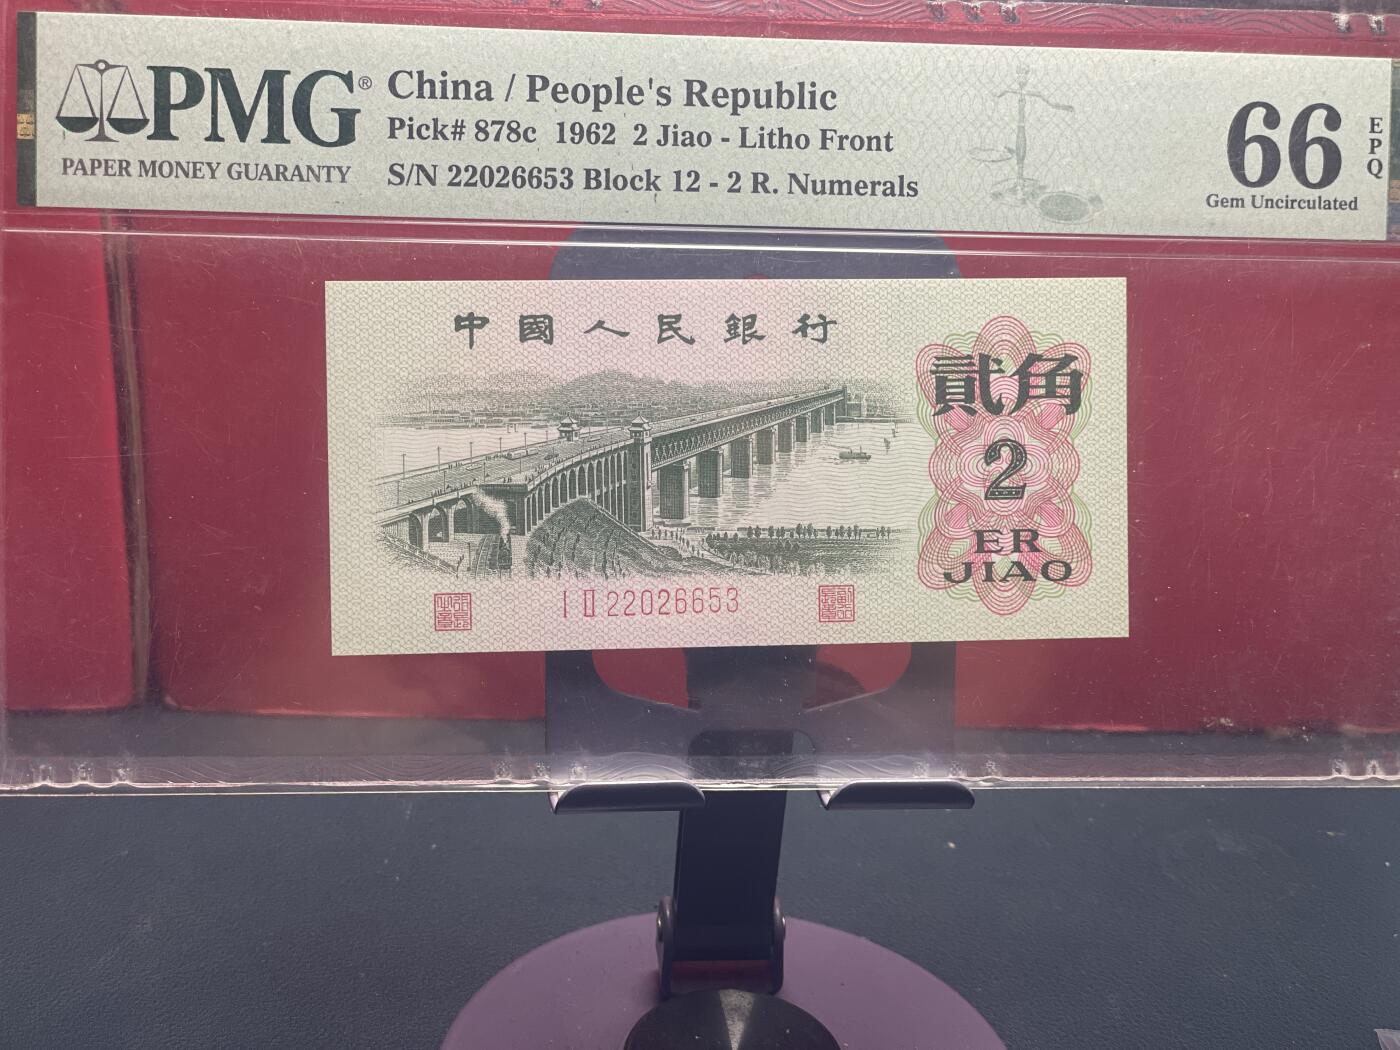 PMG®
PAPER MONEY GUARANTY
China / People's Republic
Pick# 878c 1962 2 Jiao - Litho Front
S/N 22026653 Block 12 - 2 R. Numerals
66
EPQ
Gem Uncirculated
中國人民銀行
貳角
2
ER
JIAO
I II 22026653